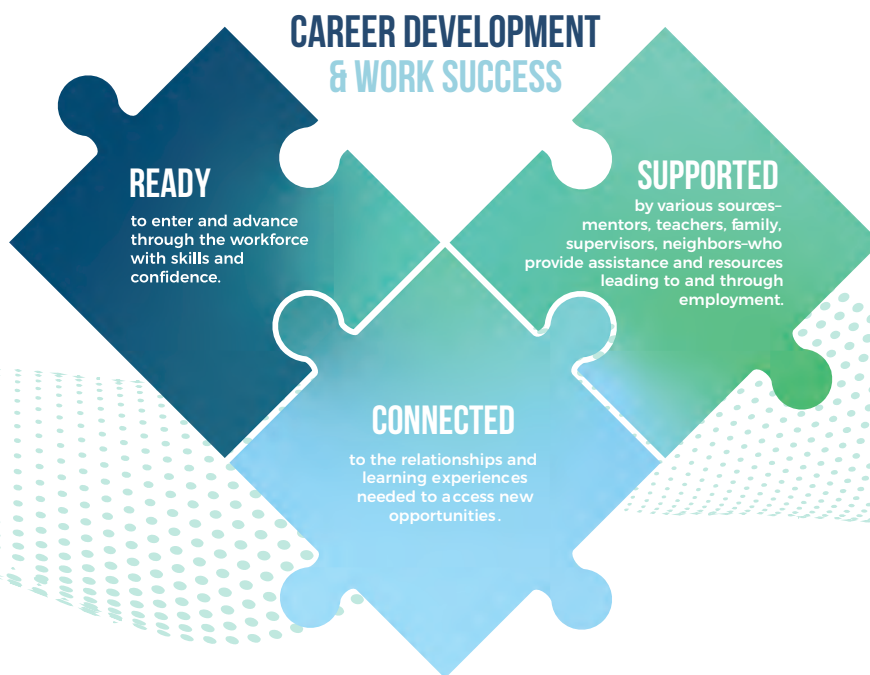 CAREER DEVELOPMENT
& WORK SUCCESS
READY
to enter and advance
through the workforce
with skills and
confidence.
SUPPORTED
by various sources–
mentors, teachers, family,
supervisors, neighbors–who
provide assistance and resources
leading to and through
employment.
CONNECTED
to the relationships and
learning experiences
needed to access new
opportunities.